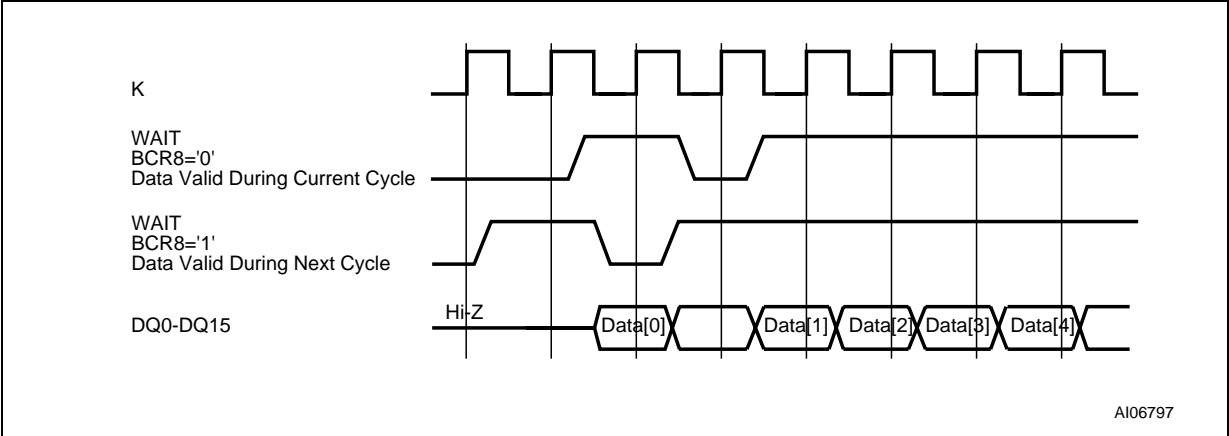 K
WAIT
BCR8='0'
Data Valid During Current Cycle
WAIT
BCR8='1'
Data Valid During Next Cycle
DQ0-DQ15
Hi-Z
Data[0]
Data[1]
Data[2]
Data[3]
Data[4]
AI06797